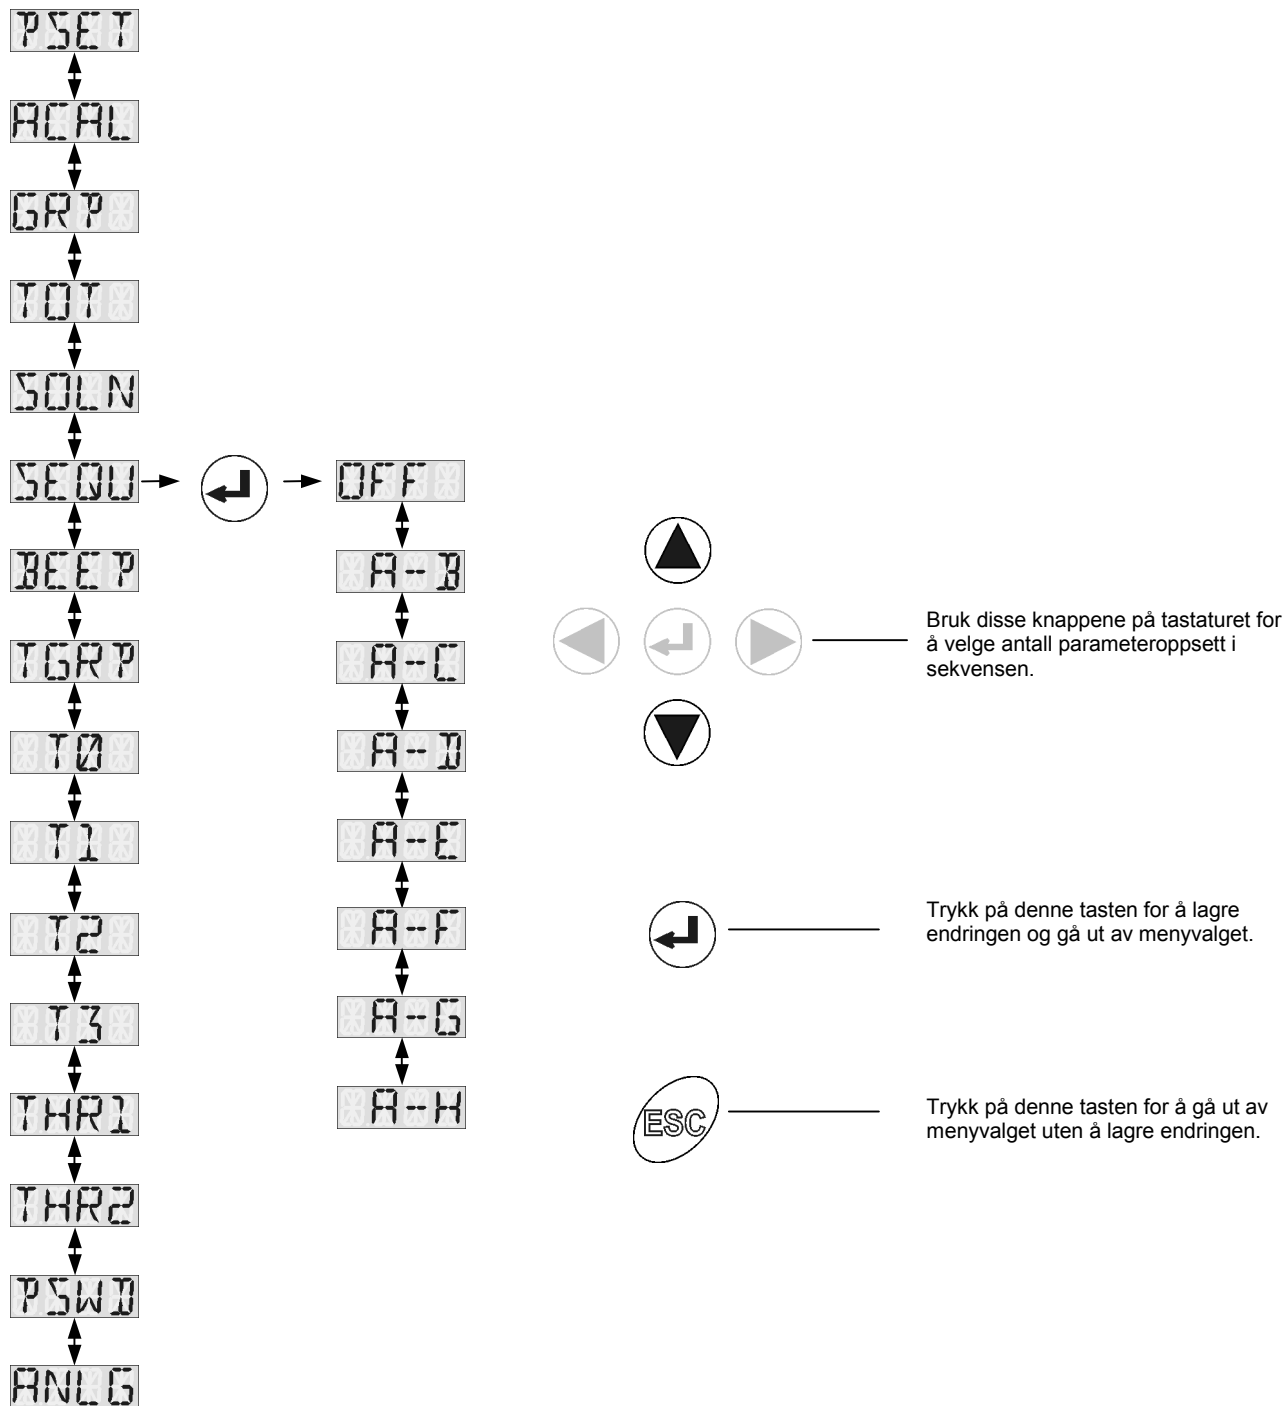 PSET
ACAL
GRP
TOT
SOLN
SEQU
BEEP
TGRP
T0
T1
T2
T3
THR1
THR2
PSWD
ANLG
OFF
A-B
A-C
A-D
A-E
A-F
A-G
A-H
Bruk disse knappene på tastaturet for
å velge antall parameteroppsett i
sekvensen.
Trykk på denne tasten for å lagre
endringen og gå ut av menyvalget.
ESC
Trykk på denne tasten for å gå ut av
menyvalget uten å lagre endringen.